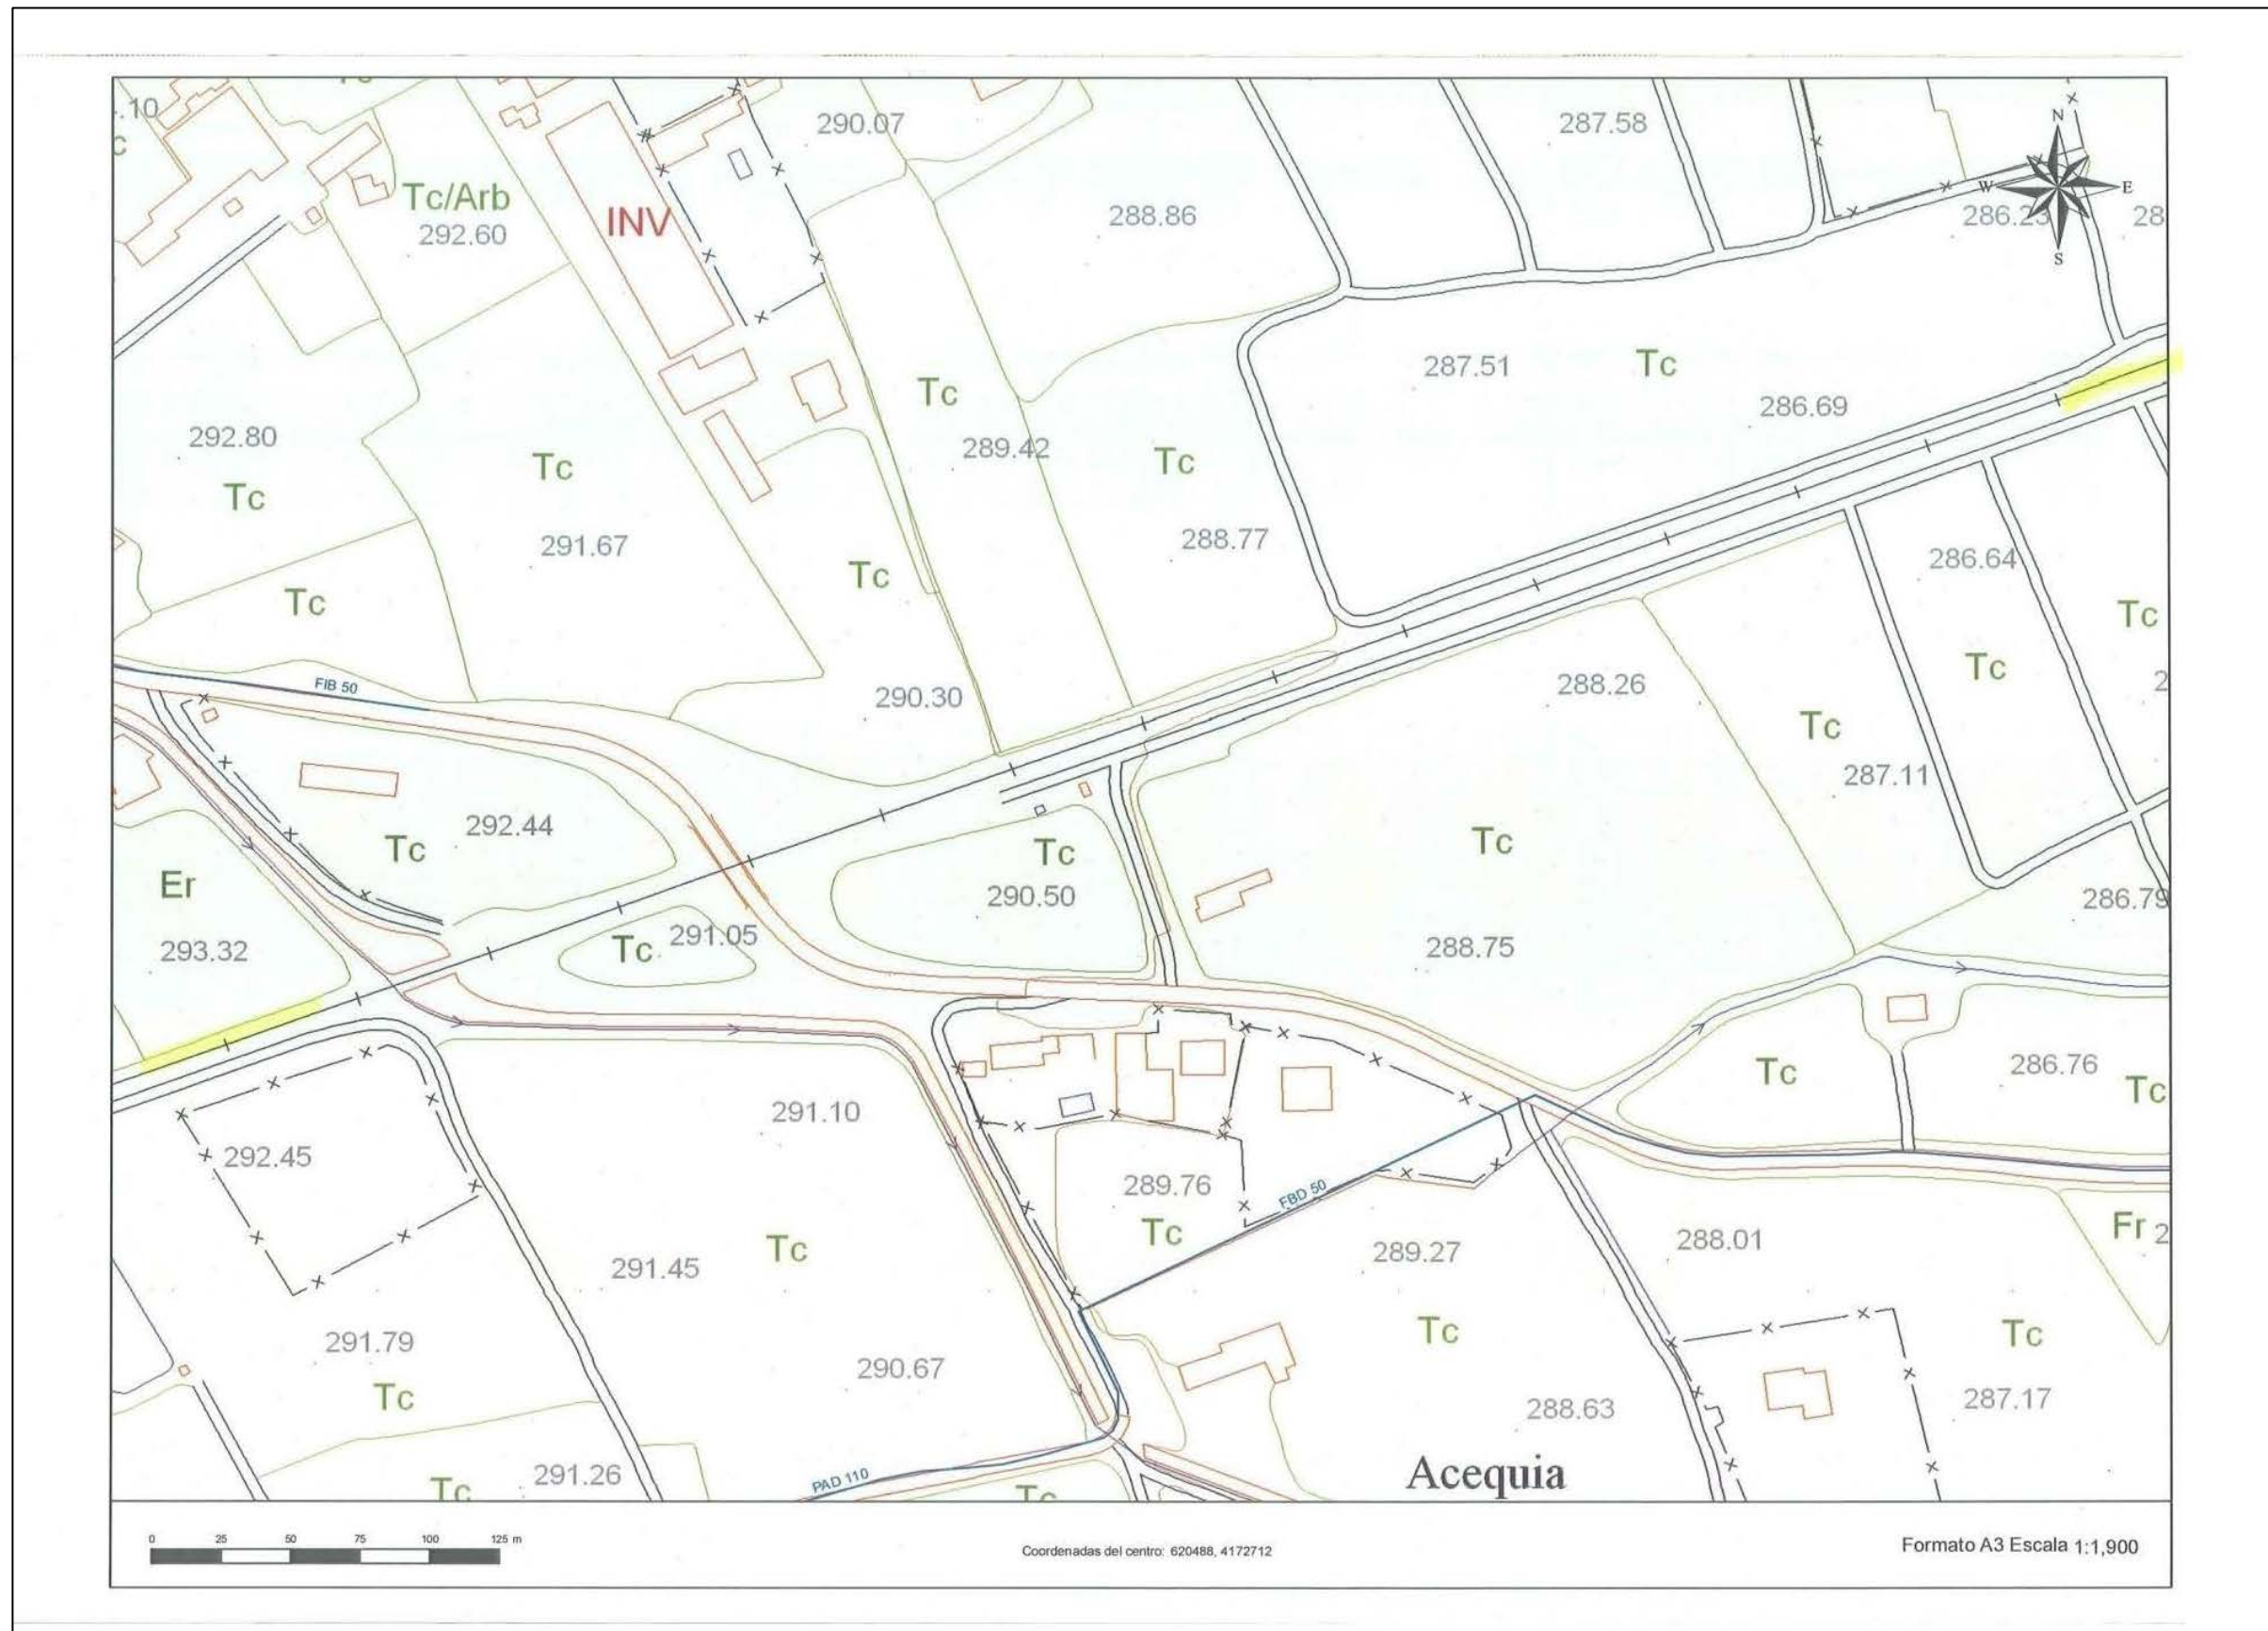 .10
c
290.07
287.58
N
W
E
S
Tc/Arb
292.60
INV
288.86
286.23
28
287.51
Tc
286.69
Tc
289.42
292.80
Tc
Tc
291.67
Tc
288.77
Tc
286.64
Tc
Tc
Tc
FIB 50
290.30
288.26
Tc
287.11
2
292.44
Tc
Tc
290.50
Tc
Er
293.32
Tc
291.05
288.75
286.79
Tc
286.76
Tc
291.10
292.45
289.76
Tc
FBD 50
289.27
288.01
Fr 2
291.45
Tc
291.79
Tc
290.67
Tc
288.63
Tc
287.17
Tc
291.26
PAD 110
Tc
Acequia
0 25 50 75 100 125 m
Coordenadas del centro: 620488, 4172712
Formato A3 Escala 1:1,900